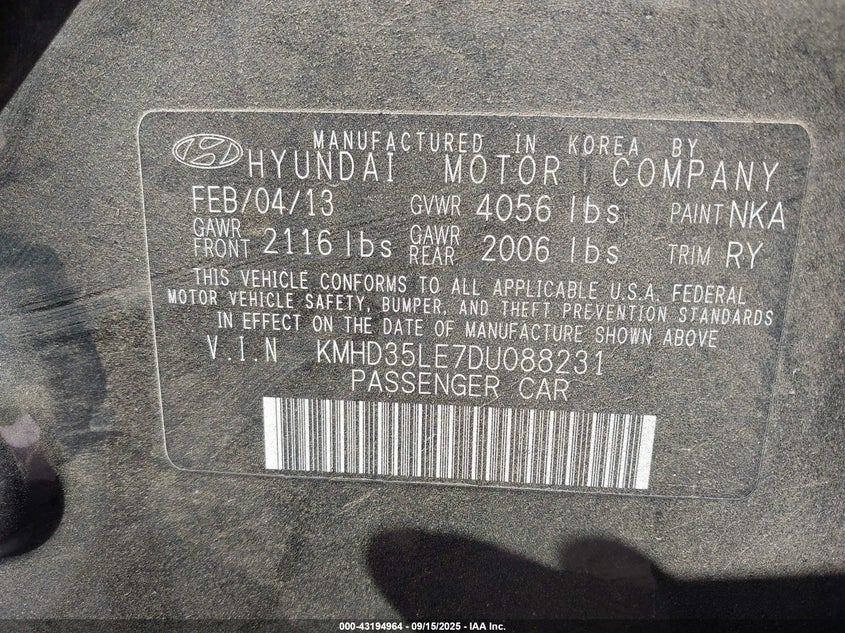 MANUFACTURED IN KOREA BY
HYUNDAI MOTOR COMPANY
FEB/04/13 GVWR 4056 lbs PAINT NKA
GAWR FRONT 2116 lbs GAWR REAR 2006 lbs TRIM RY
THIS VEHICLE CONFORMS TO ALL APPLICABLE U.S.A. FEDERAL
MOTOR VEHICLE SAFETY, BUMPER, AND THEFT PREVENTION STANDARDS
IN EFFECT ON THE DATE OF MANUFACTURE SHOWN ABOVE
V.I.N KMHD35LE7DU088231
PASSENGER CAR
000-43194964 - 09/15/2025 - IAA Inc.